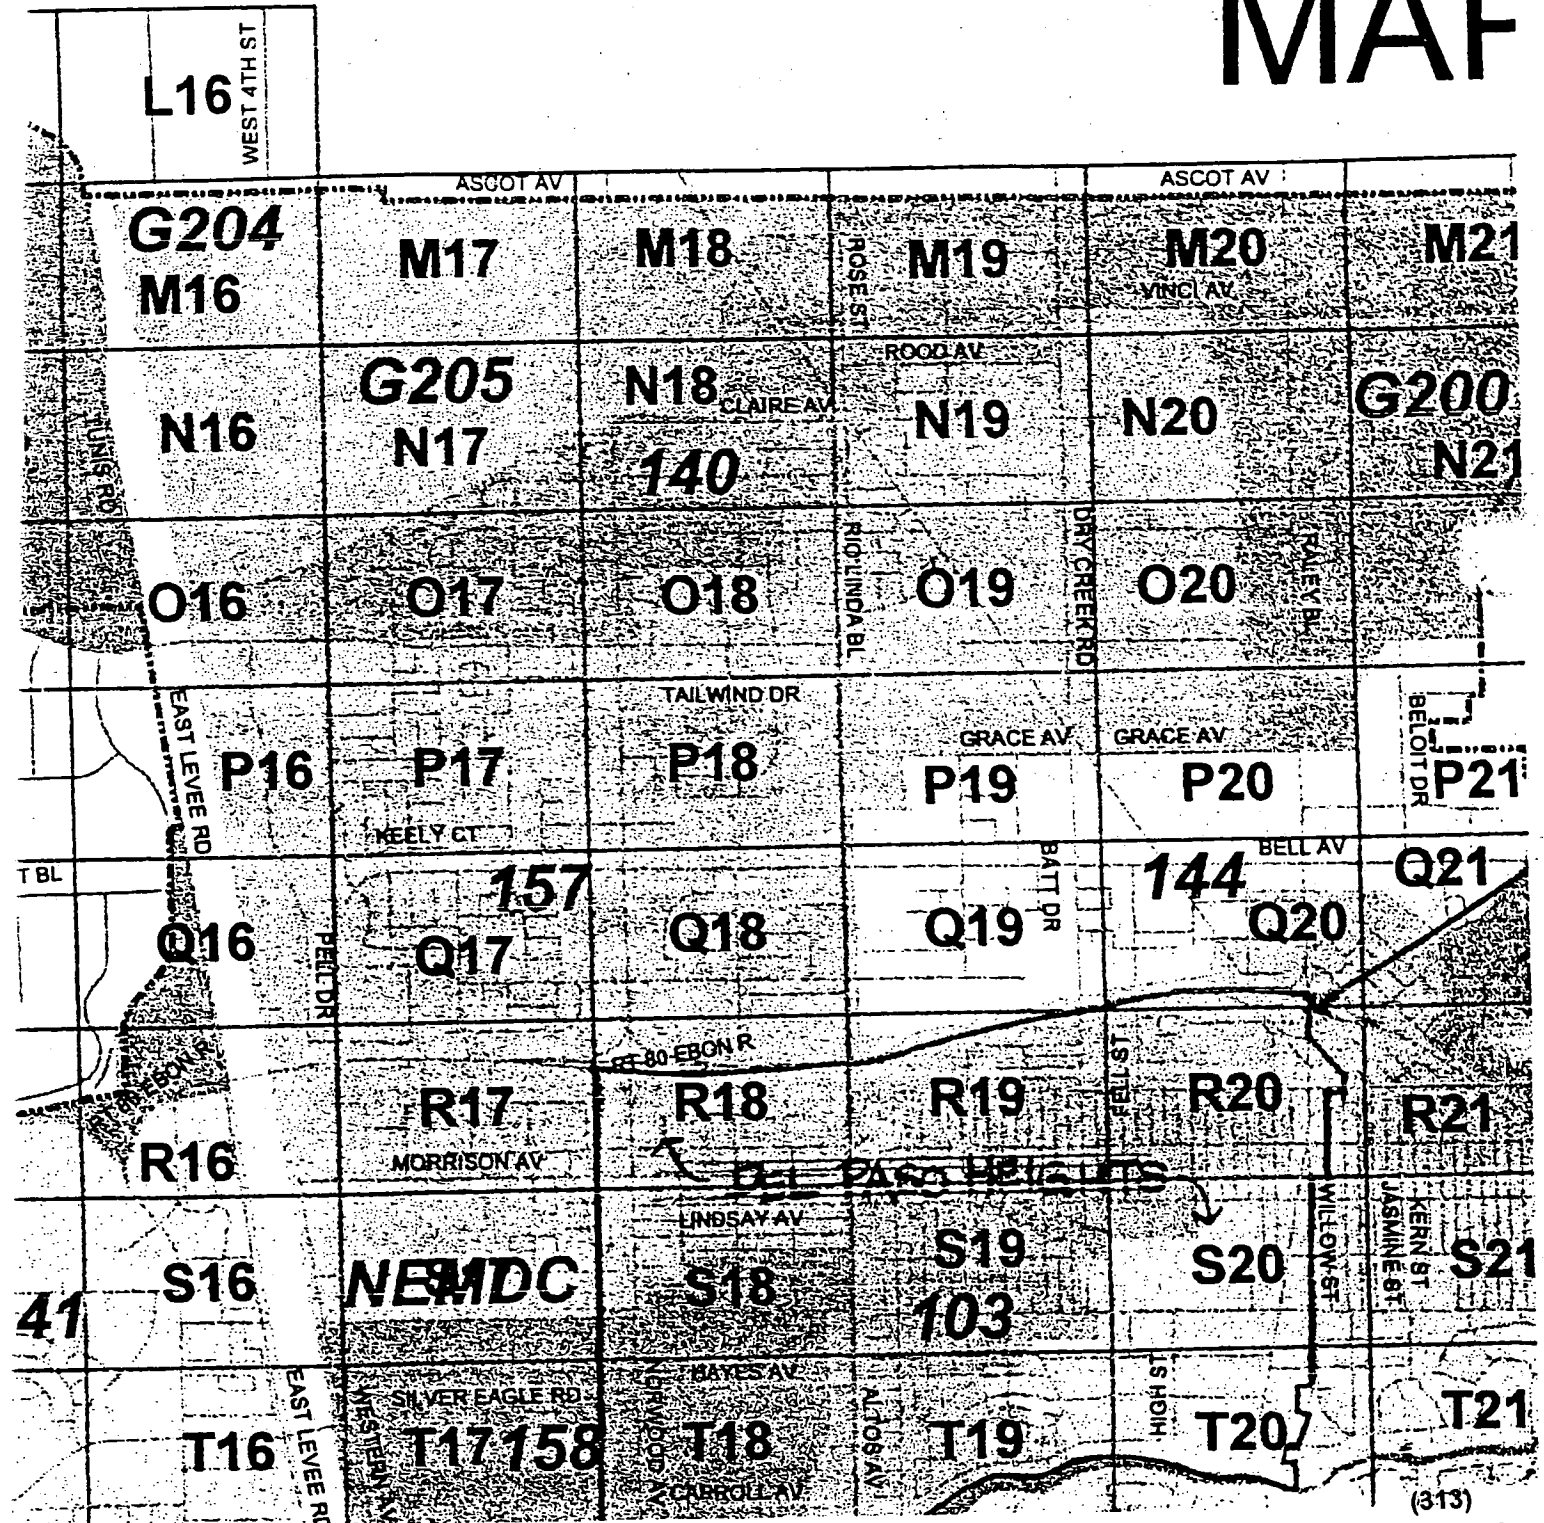 MAP
L16
WEST 4TH ST
ASCOT AV
ASCOT AV
G204
M16
M17
M18
ROSE ST
M19
M20
VINCI AV
M21
TUNIS RD
N16
G205
N17
N18
CLAIRE AV
140
ROOD AV
N19
N20
G200
N21
O16
O17
O18
RIO LINDA BL
O19
DRY CREEK RD
O20
RALEY BL
EAST LEVEE RD
P16
P17
KEELY CT
TAILWIND DR
P18
GRACE AV
P19
GRACE AV
P20
BELOIT DR
P21
T BL
Q16
PELL DR
157
Q17
Q18
Q19
BATT DR
144
BELL AV
Q20
Q21
R16
R17
MORRISON AV
RT 80 EBON R
R18
R19
FELL ST
R20
R21
DEL PASO HEIGHTS
41
S16
NEMDC
LINDSAY AV
S18
S19
103
S20
WILLOW ST
JASMINE ST
KERN ST
S21
T16
EAST LEVEE RD
WESTERN AV
SILVER EAGLE RD
T17
158
NORWOOD AV
HAYES AV
T18
CARROLL AV
ALTOS AV
T19
HIGH ST
T20
T21
(313)